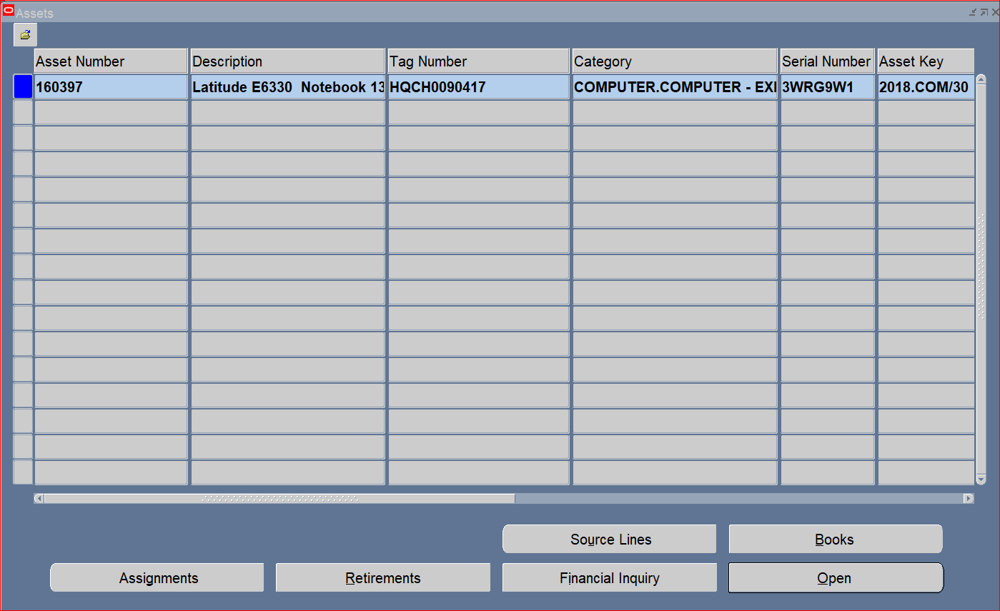 Assets
Asset Number Description Tag Number Category Serial Number Asset Key
160397 Latitude E6330 Notebook 13 HQCH0090417 COMPUTER.COMPUTER - EXI 3WRG9W1 2018.COM/30
Source Lines Books
Assignments Retirements Financial Inquiry Open